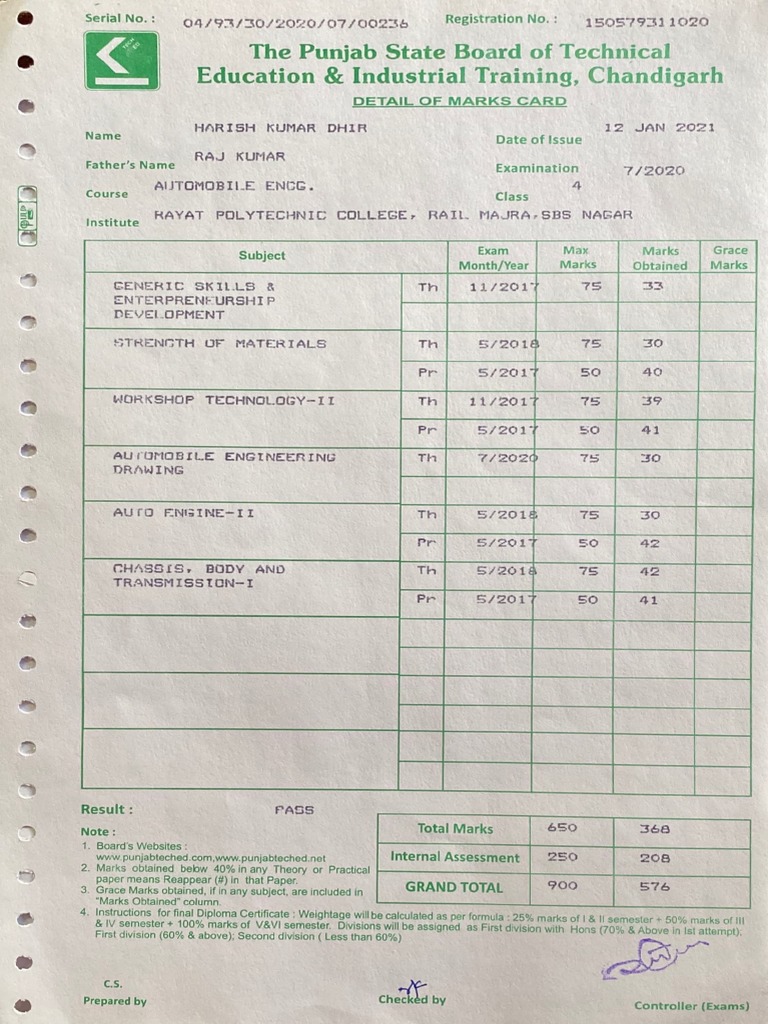 Serial No. : 04/93/30/2020/07/00236 Registration No. : 150579311020
The Punjab State Board of Technical
Education & Industrial Training, Chandigarh
DETAIL OF MARKS CARD
Name HARISH KUMAR DHIR Date of Issue 12 JAN 2021
Father's Name RAJ KUMAR Examination 7/2020
Course AUTOMOBILE ENGG. Class 4
Institute RAYAT POLYTECHNIC COLLEGE, RAIL MAJRA,SBS NAGAR
Subject Exam Month/Year Max Marks Marks Obtained Grace Marks
GENERIC SKILLS & Th 11/2017 75 33
ENTERPRENEURSHIP
DEVELOPMENT
STRENGTH OF MATERIALS Th 5/2018 75 30
Pr 5/2017 50 40
WORKSHOP TECHNOLOGY-II Th 11/2017 75 39
Pr 5/2017 50 41
AUTOMOBILE ENGINEERING Th 7/2020 75 30
DRAWING
AUTO ENGINE-II Th 5/2018 75 30
Pr 5/2017 50 42
CHASSIS, BODY AND Th 5/2018 75 42
TRANSMISSION-I
Pr 5/2017 50 41
Result : PASS
Total Marks 650 368
Internal Assessment 250 208
GRAND TOTAL 900 576
Note :
1. Board's Websites :
www.punjabteched.com,www.punjabteched.net
2. Marks obtained below 40% in any Theory or Practical
paper means Reappear (#) in that Paper.
3. Grace Marks obtained, if in any subject, are included in
"Marks Obtained" column.
4. Instructions for final Diploma Certificate : Weightage will be calculated as per formula : 25% marks of I & II semester + 50% marks of III
& IV semester + 100% marks of V&VI semester. Divisions will be assigned as First division with Hons (70% & Above in Ist attempt);
First division (60% & above); Second division ( Less than 60%)
C.S.
Prepared by Checked by Controller (Exams)